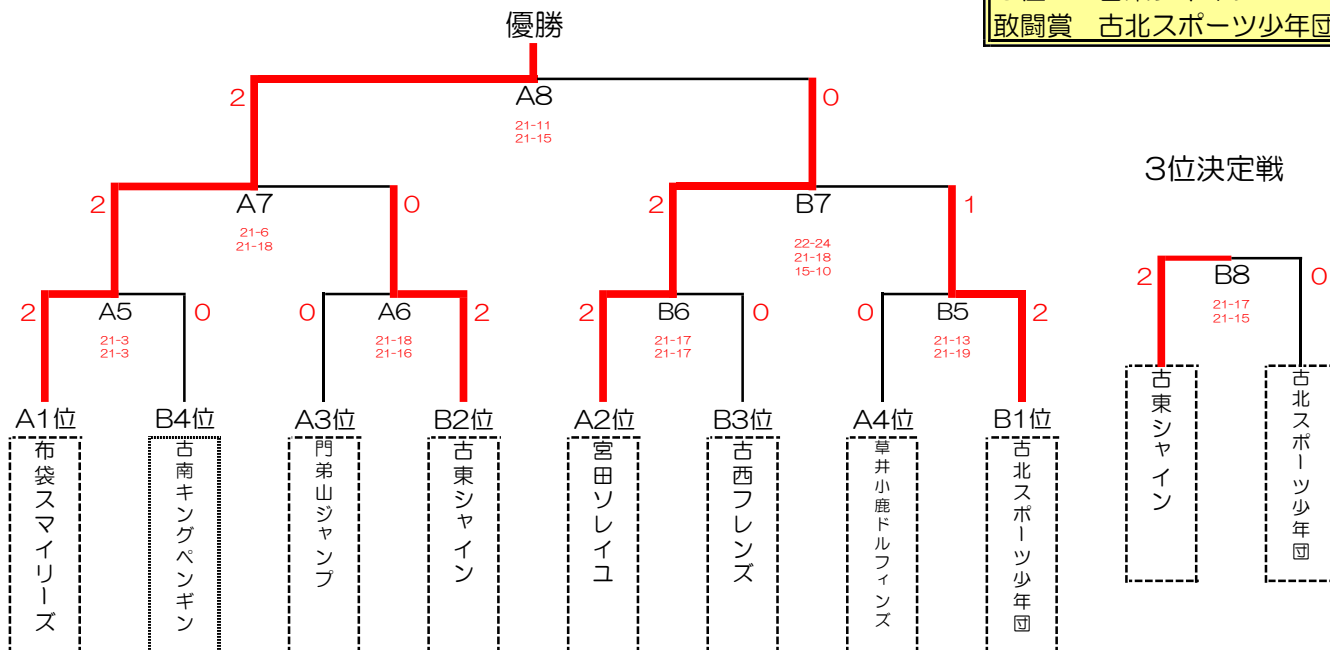 敢闘賞 古北スポーツ少年団
優勝
2
0
A8
21-11
21-15
3位決定戦
2
A7
0
2
B7
1
21-6
21-18
22-24
21-18
15-10
2
B8
0
21-17
21-15
2
A5
0
0
A6
2
2
B6
0
0
B5
2
21-3
21-3
21-18
21-16
21-17
21-17
21-13
21-19
古東シャイン
古北スポーツ少年団
A1位
B4位
A3位
B2位
A2位
B3位
A4位
B1位
布袋スマイリーズ
古南キングペンギン
門弟山ジャンプ
古東シャイン
宮田ソレイユ
古西フレンズ
草井小鹿ドルフィンズ
古北スポーツ少年団